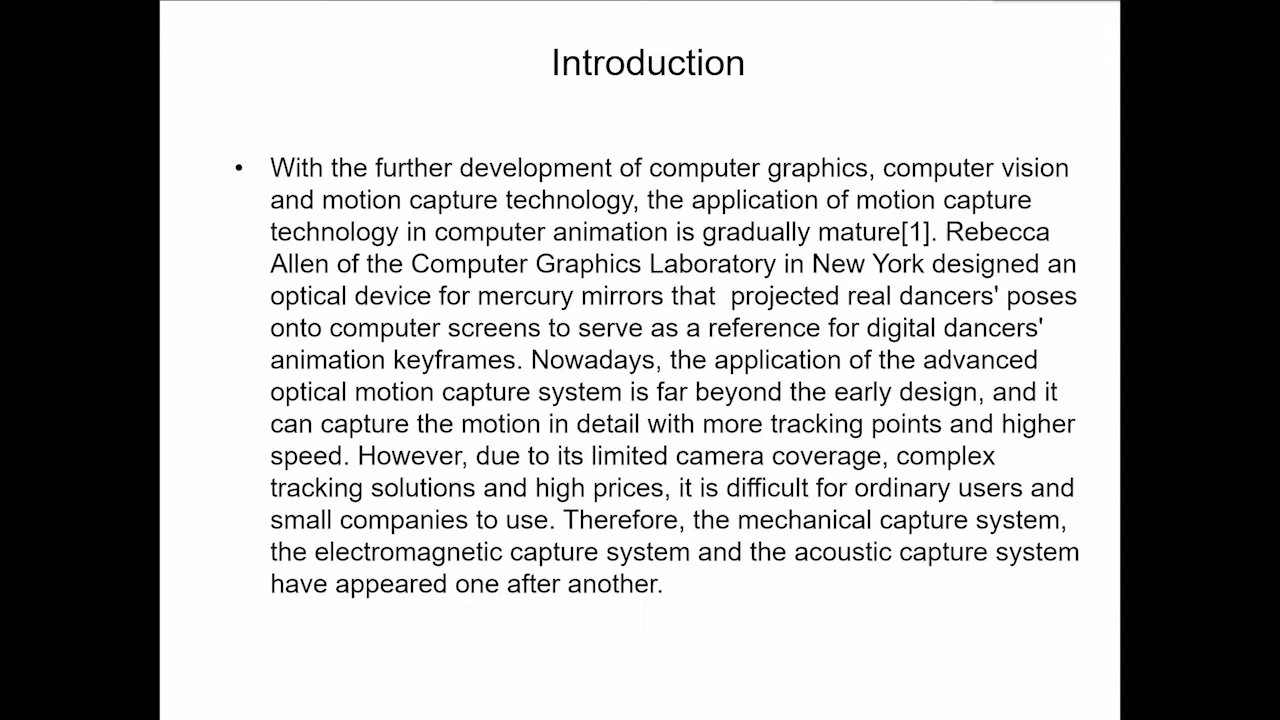 Introduction
• With the further development of computer graphics, computer vision
and motion capture technology, the application of motion capture
technology in computer animation is gradually mature[1]. Rebecca
Allen of the Computer Graphics Laboratory in New York designed an
optical device for mercury mirrors that  projected real dancers' poses
onto computer screens to serve as a reference for digital dancers'
animation keyframes. Nowadays, the application of the advanced
optical motion capture system is far beyond the early design, and it
can capture the motion in detail with more tracking points and higher
speed. However, due to its limited camera coverage, complex
tracking solutions and high prices, it is difficult for ordinary users and
small companies to use. Therefore, the mechanical capture system,
the electromagnetic capture system and the acoustic capture system
have appeared one after another.